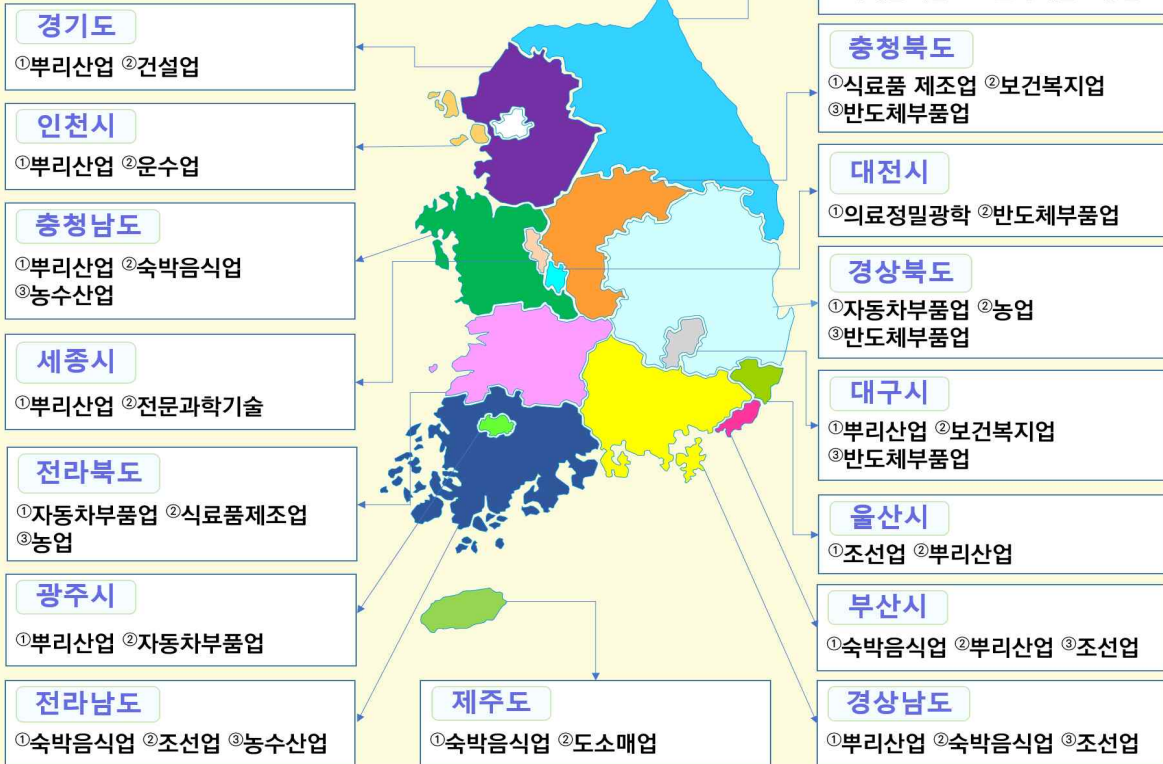 경기도
①뿌리산업 ②건설업
인천시
①뿌리산업 ②운수업
충청남도
①뿌리산업 ②숙박음식업
③농수산업
세종시
①뿌리산업 ②전문과학기술
전라북도
①자동차부품업 ②식료품제조업
③농업
광주시
①뿌리산업 ②자동차부품업
전라남도
①숙박음식업 ②조선업 ③농수산업
제주도
①숙박음식업 ②도소매업
충청북도
①식료품 제조업 ②보건복지업
③반도체부품업
대전시
①의료정밀광학 ②반도체부품업
경상북도
①자동차부품업 ②농업
③반도체부품업
대구시
①뿌리산업 ②보건복지업
③반도체부품업
울산시
①조선업 ②뿌리산업
부산시
①숙박음식업 ②뿌리산업 ③조선업
경상남도
①뿌리산업 ②숙박음식업 ③조선업